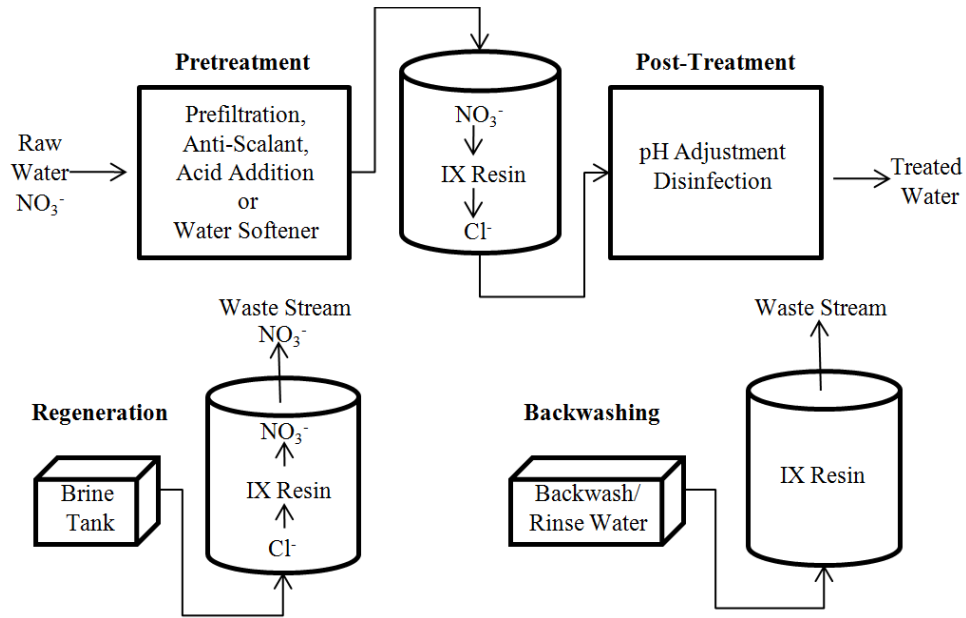 Pretreatment
Post-Treatment
Raw
Water
NO₃⁻
Prefiltration,
Anti-Scalant,
Acid Addition
or
Water Softener
NO₃⁻
IX Resin
Cl⁻
pH Adjustment
Disinfection
Treated
Water
Waste Stream
NO₃⁻
Regeneration
Brine
Tank
NO₃⁻
IX Resin
Cl⁻
Waste Stream
Backwashing
Backwash/
Rinse Water
IX Resin